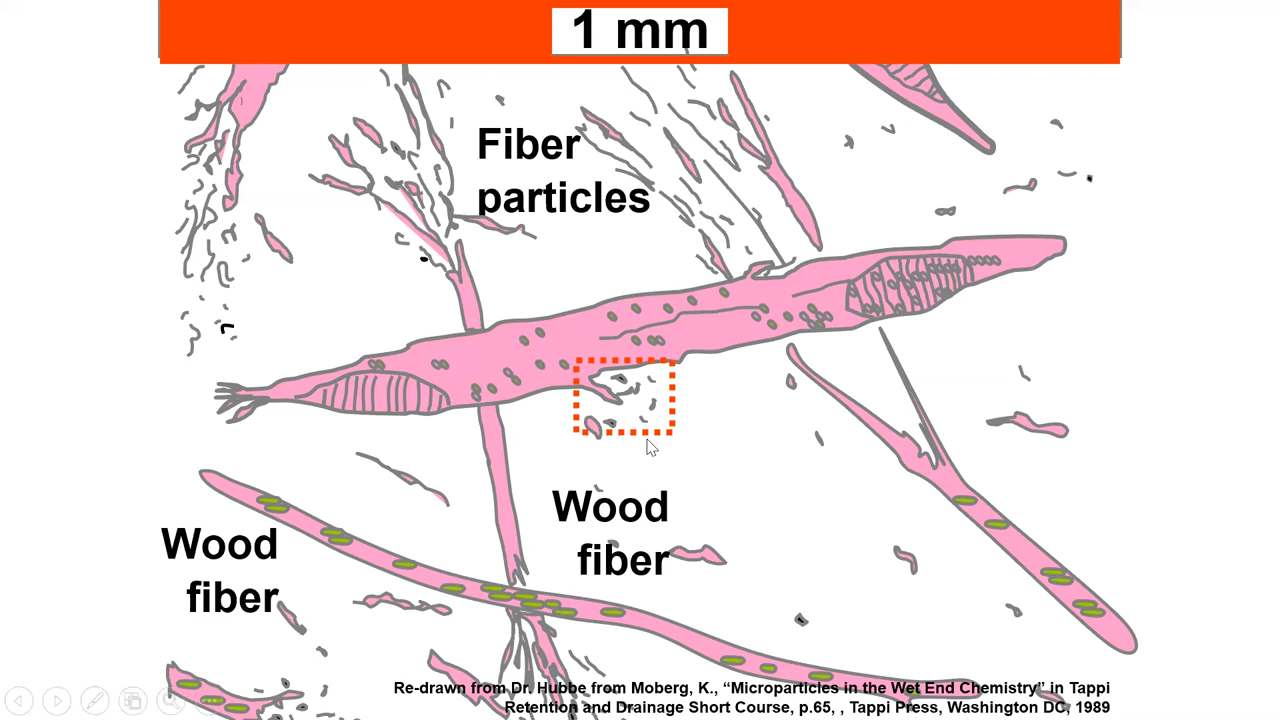 1 mm
Fiber
particles
Wood
fiber
Wood
fiber
Re-drawn from Dr. Hubbe from Moberg, K., “Microparticles in the Wet End Chemistry” in Tappi
Retention and Drainage Short Course, p.65, , Tappi Press, Washington DC, 1989